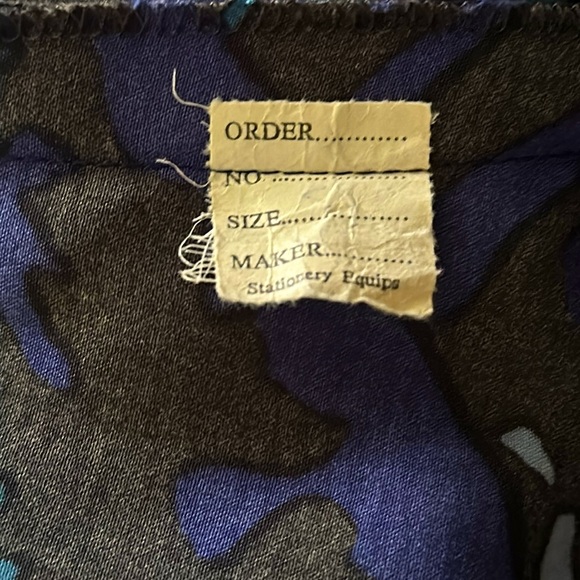 ORDER............
NO ................
SIZE................
MAKER............
Stationery Equips